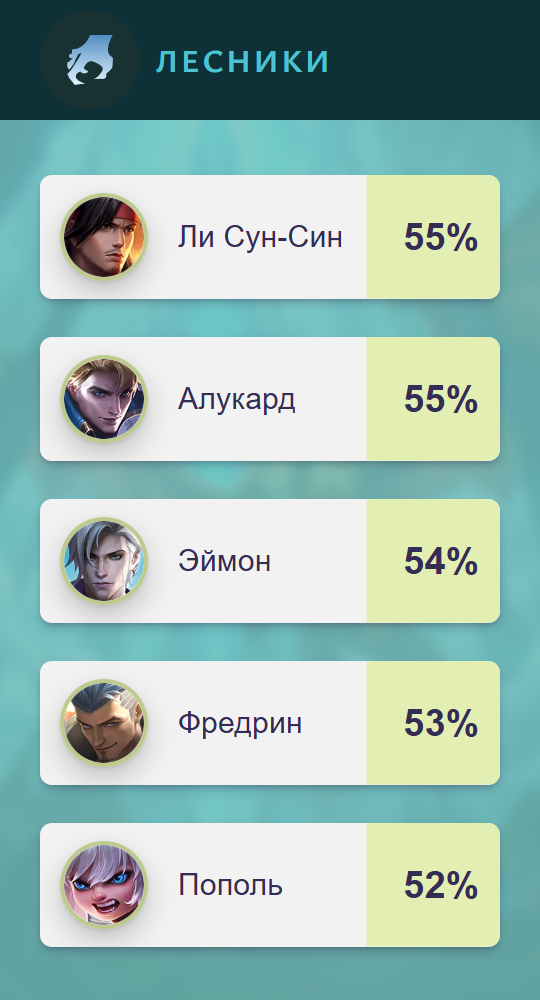 ЛЕСНИКИ
Ли Сун-Син 55%
Алукард 55%
Эймон 54%
Фредрин 53%
Пополь 52%